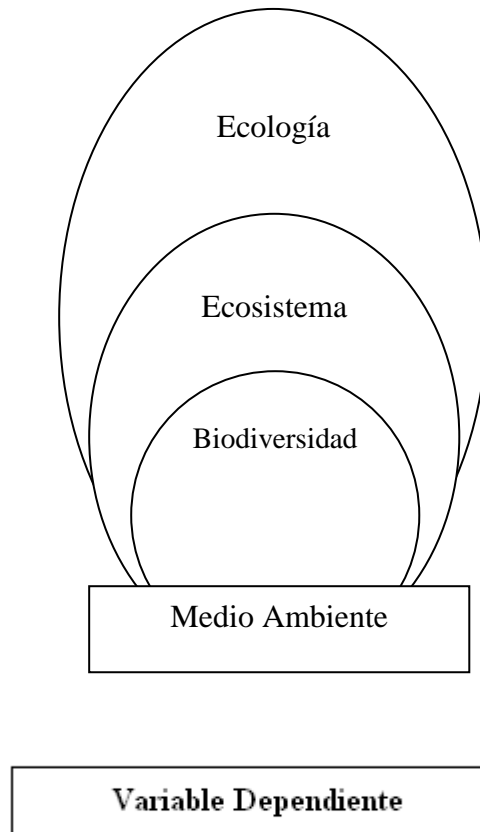 Ecología
Ecosistema
Biodiversidad
Medio Ambiente
Variable Dependiente